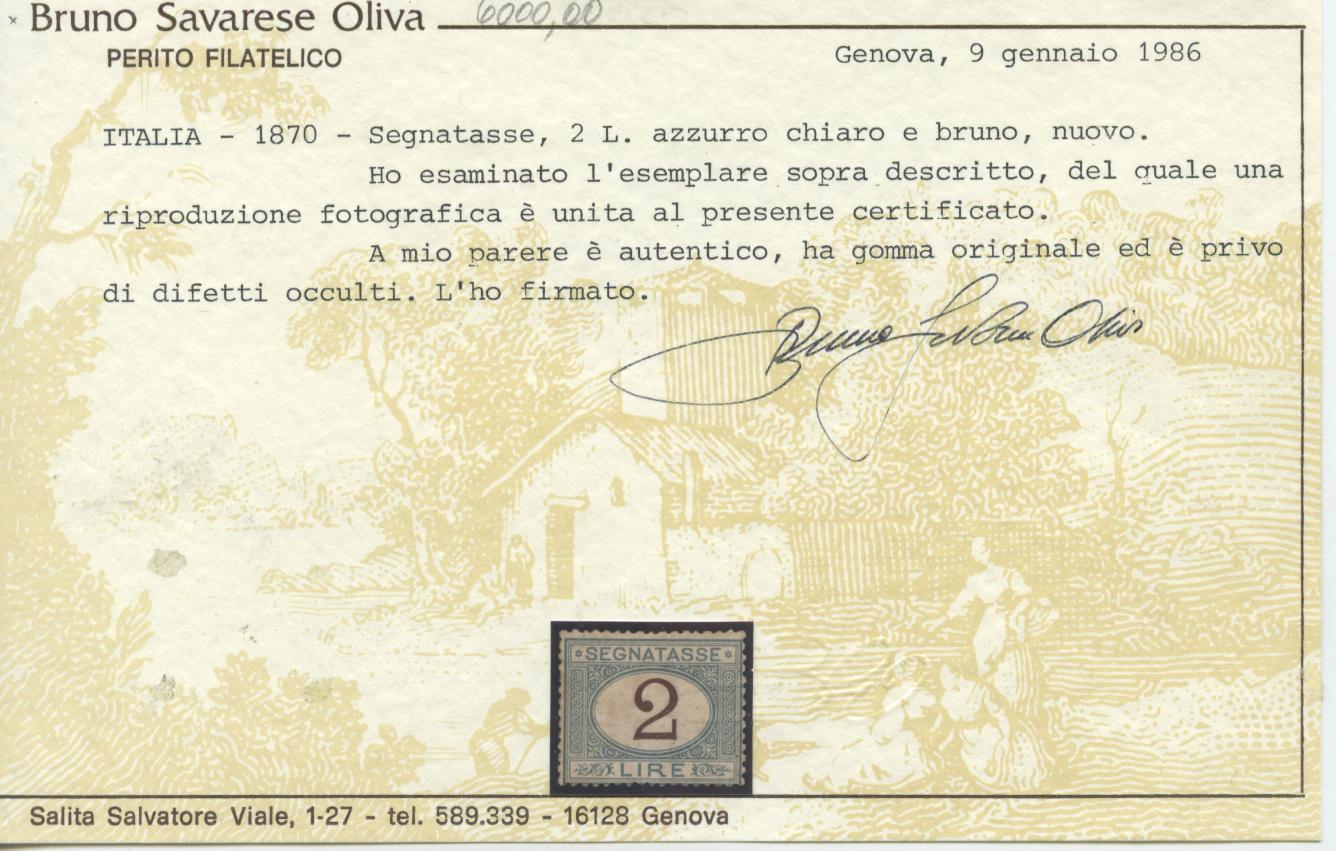 Bruno Savarese Oliva 6000,00
PERITO FILATELICO
Genova, 9 gennaio 1986
ITALIA - 1870 - Segnatasse, 2 L. azzurro chiaro e bruno, nuovo.
Ho esaminato l'esemplare sopra descritto, del quale una
riproduzione fotografica è unita al presente certificato.
A mio parere è autentico, ha gomma originale ed è privo
di difetti occulti. L'ho firmato.
Bruno Savarese Oliva
SEGNATASSE
2
LIRE
Salita Salvatore Viale, 1-27 - tel. 589.339 - 16128 Genova